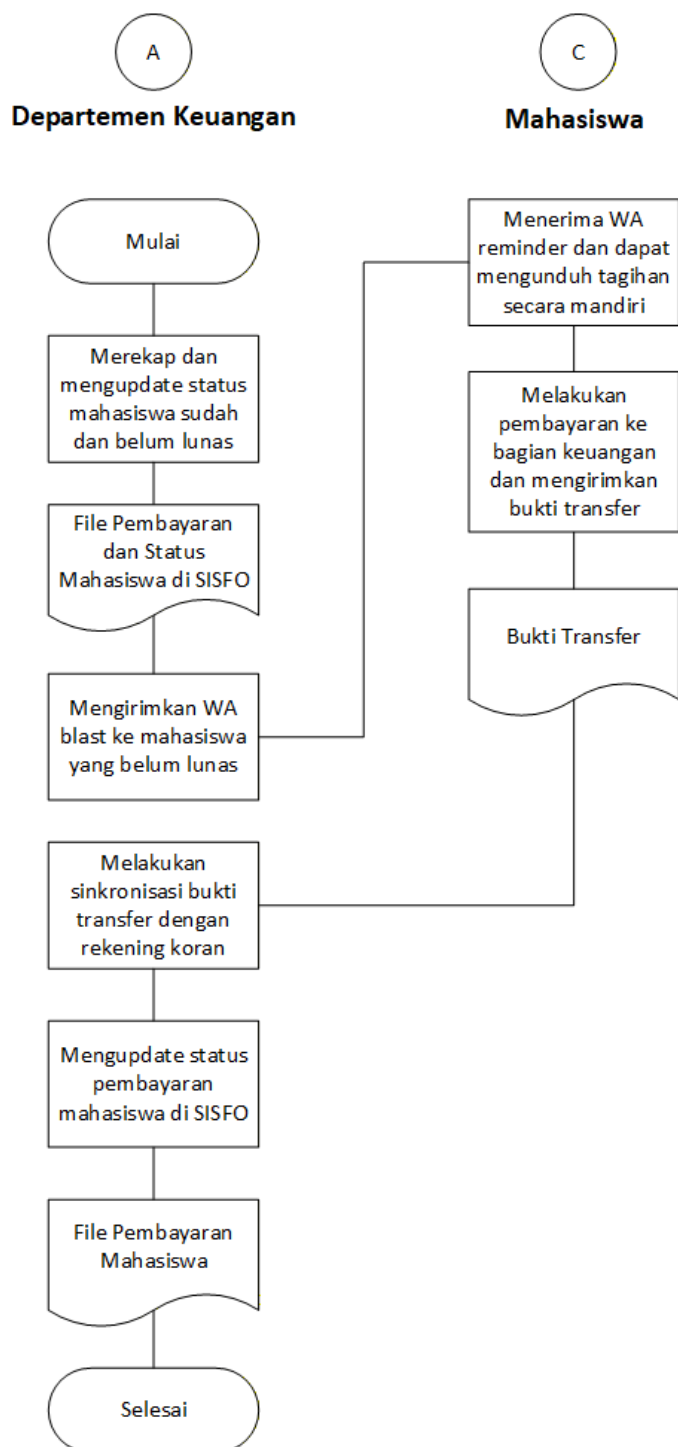 A
Departemen Keuangan
Mulai
Merekap dan
mengupdate status
mahasiswa sudah
dan belum lunas
File Pembayaran
dan Status
Mahasiswa di SISFO
Mengirimkan WA
blast ke mahasiswa
yang belum lunas
C
Mahasiswa
Menerima WA
reminder dan dapat
mengunduh tagihan
secara mandiri
Melakukan
pembayaran ke
bagian keuangan
dan mengirimkan
bukti transfer
Bukti Transfer
Melakukan
sinkronisasi bukti
transfer dengan
rekening koran
Mengupdate status
pembayaran
mahasiswa di SISFO
File Pembayaran
Mahasiswa
Selesai